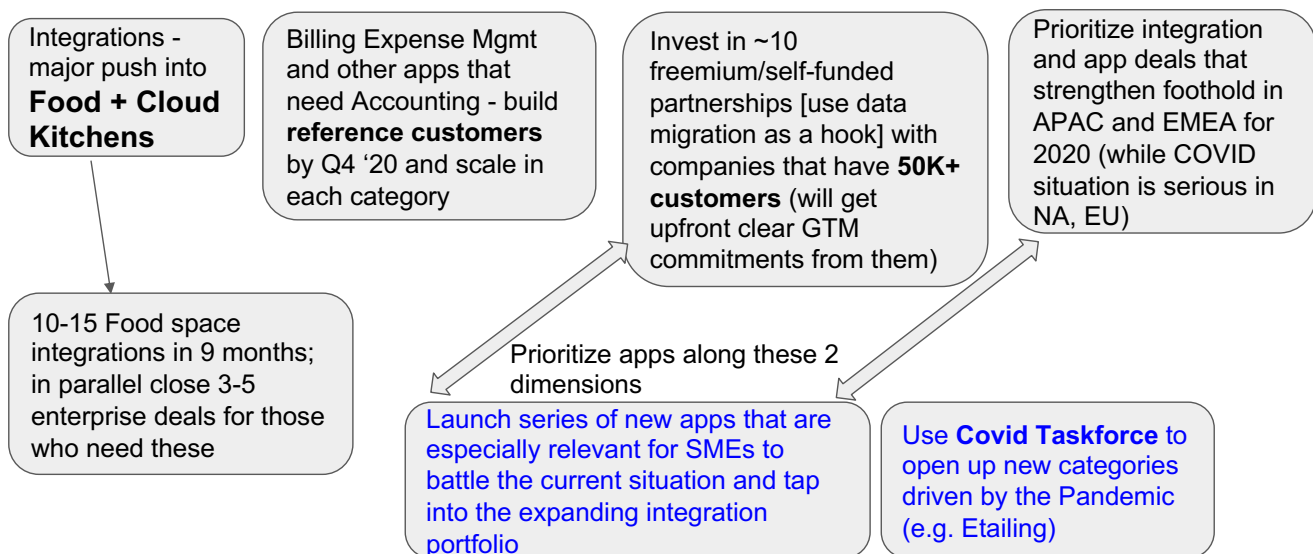 Integrations -
major push into
Food + Cloud
Kitchens
Billing Expense Mgmt
and other apps that
need Accounting - build
reference customers
by Q4 ‘20 and scale in
each category
Invest in ~10
freemium/self-funded
partnerships [use data
migration as a hook] with
companies that have 50K+
customers (will get
upfront clear GTM
commitments from them)
Prioritize integration
and app deals that
strengthen foothold in
APAC and EMEA for
2020 (while COVID
situation is serious in
NA, EU)
10-15 Food space
integrations in 9 months;
in parallel close 3-5
enterprise deals for those
who need these
Prioritize apps along these 2
dimensions
Launch series of new apps that are
especially relevant for SMEs to
battle the current situation and tap
into the expanding integration
portfolio
Use Covid Taskforce to
open up new categories
driven by the Pandemic
(e.g. Etailing)